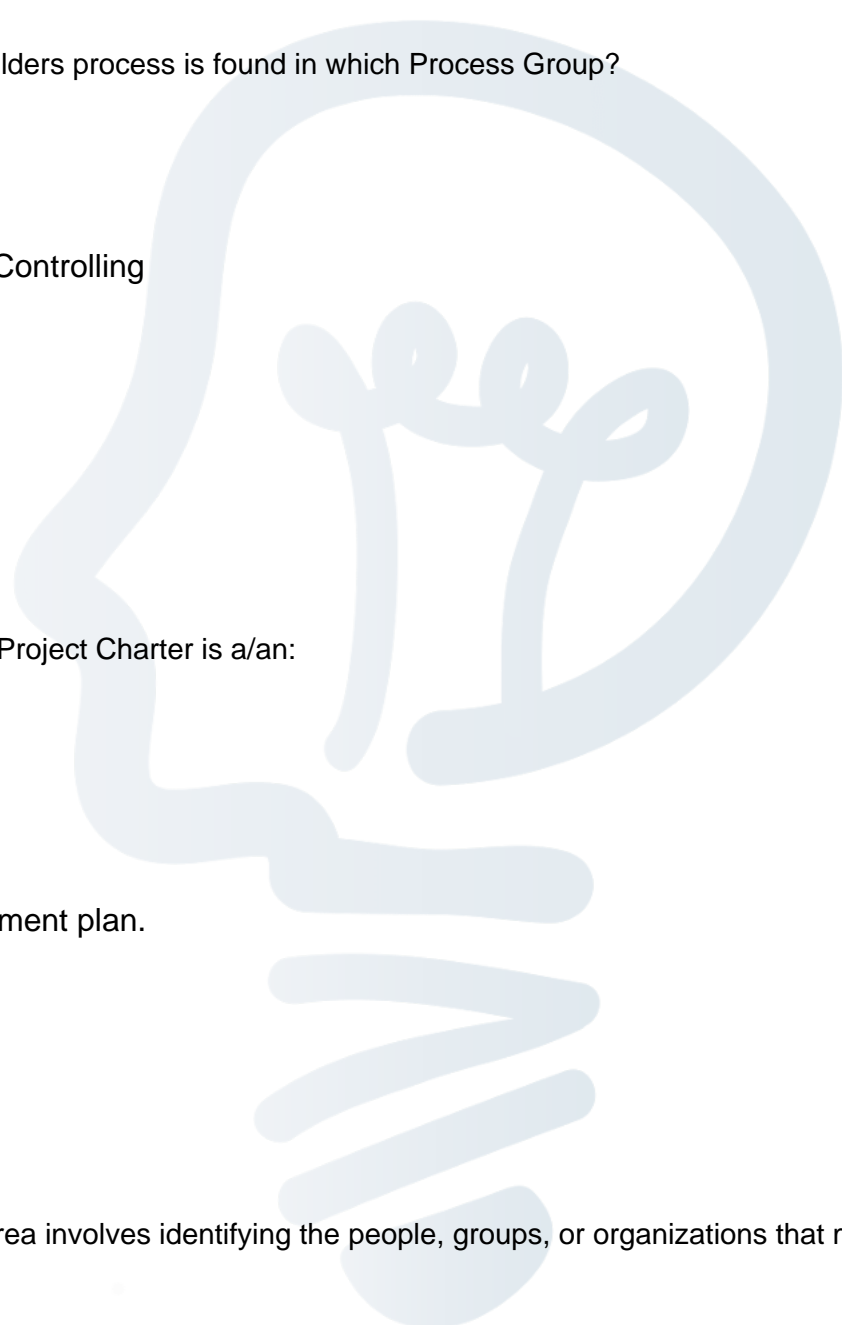 lders process is found in which Process Group?
Controlling
Project Charter is a/an:
ment plan.
rea involves identifying the people, groups, or organizations that